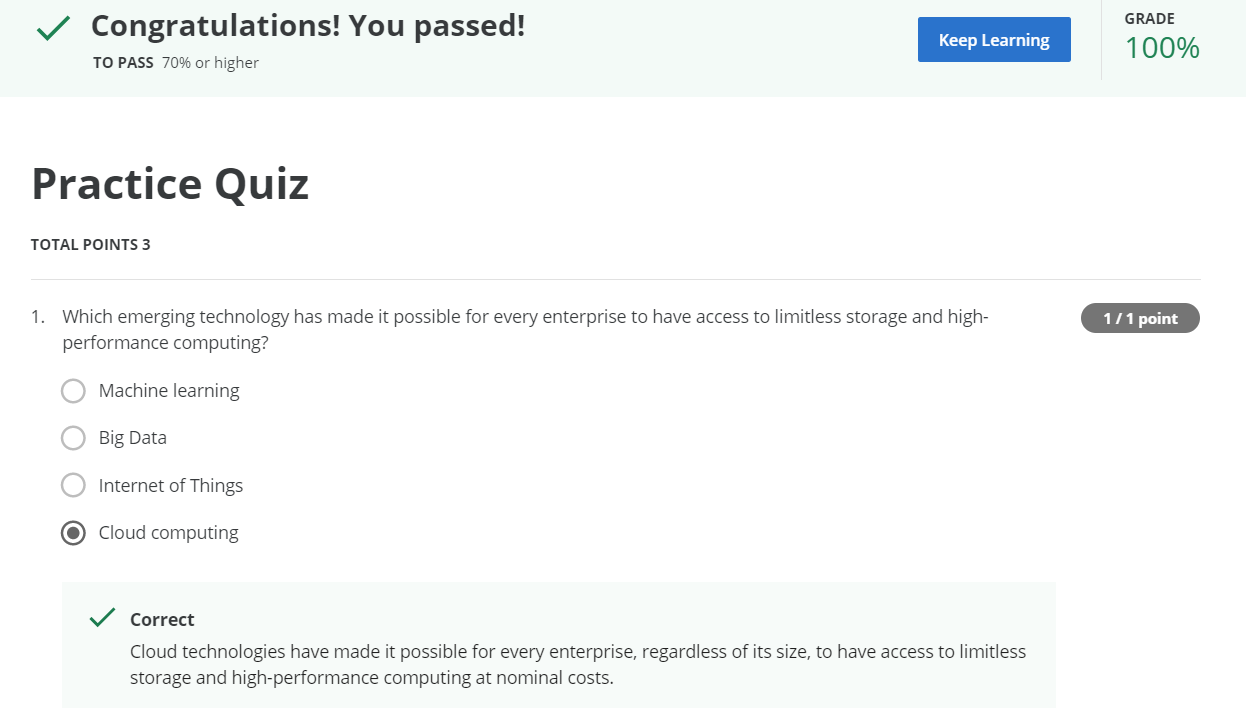 Congratulations! You passed!
TO PASS 70% or higher
Keep Learning
GRADE
100%
Practice Quiz
TOTAL POINTS 3
1. Which emerging technology has made it possible for every enterprise to have access to limitless storage and high-
performance computing?
1 / 1 point
Machine learning
Big Data
Internet of Things
Cloud computing
Correct
Cloud technologies have made it possible for every enterprise, regardless of its size, to have access to limitless
storage and high-performance computing at nominal costs.